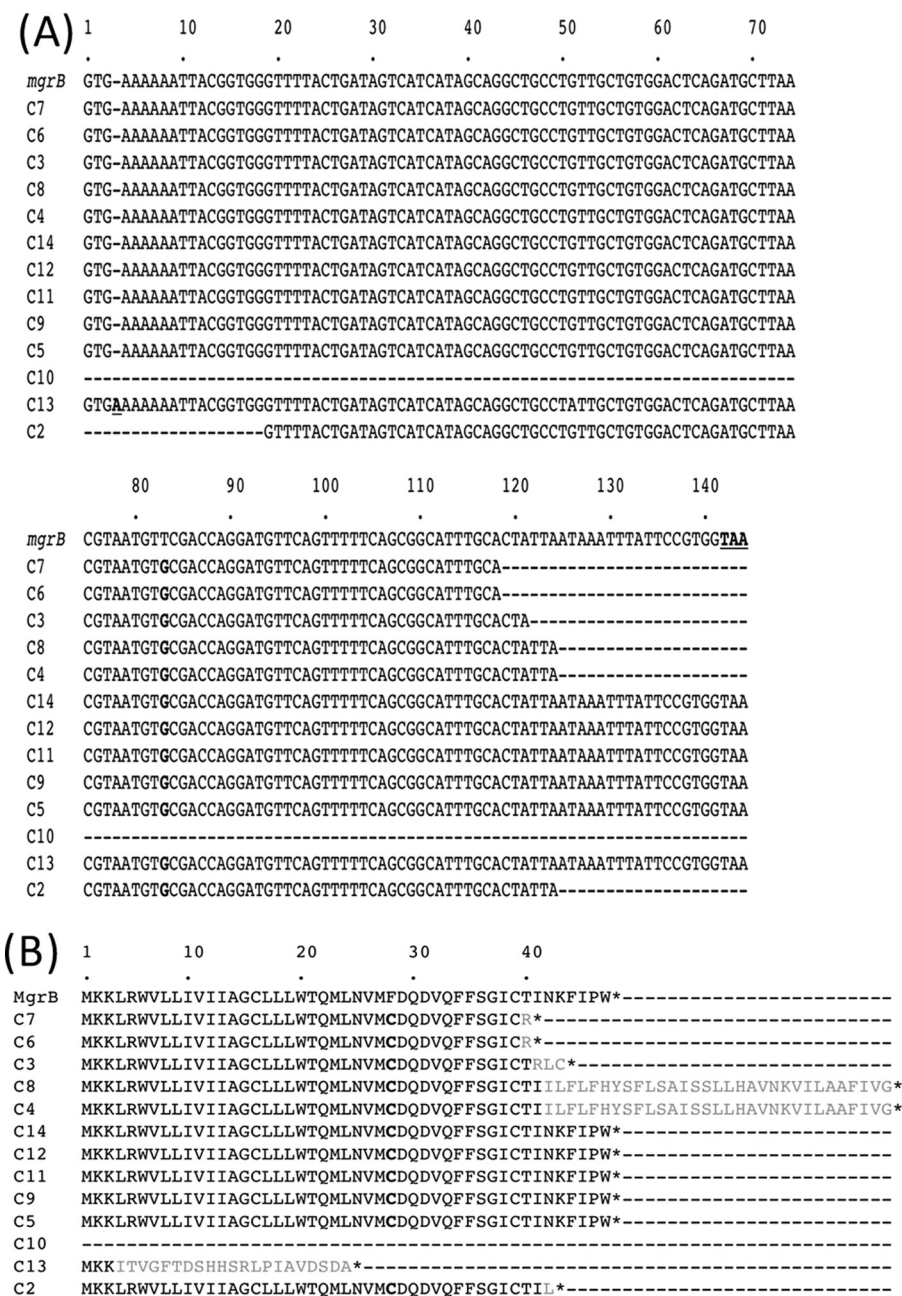 (A)
1 10 20 30 40 50 60 70
. . . . . . .
mgrB GTG-AAAAAATTACGGTGGGTTTTACTGATAGTCATCATAGCAGGCTGCCTGTTGCTGTGGACTCAGATGCTTAA
C7 GTG-AAAAAATTACGGTGGGTTTTACTGATAGTCATCATAGCAGGCTGCCTGTTGCTGTGGACTCAGATGCTTAA
C6 GTG-AAAAAATTACGGTGGGTTTTACTGATAGTCATCATAGCAGGCTGCCTGTTGCTGTGGACTCAGATGCTTAA
C3 GTG-AAAAAATTACGGTGGGTTTTACTGATAGTCATCATAGCAGGCTGCCTGTTGCTGTGGACTCAGATGCTTAA
C8 GTG-AAAAAATTACGGTGGGTTTTACTGATAGTCATCATAGCAGGCTGCCTGTTGCTGTGGACTCAGATGCTTAA
C4 GTG-AAAAAATTACGGTGGGTTTTACTGATAGTCATCATAGCAGGCTGCCTGTTGCTGTGGACTCAGATGCTTAA
C14 GTG-AAAAAATTACGGTGGGTTTTACTGATAGTCATCATAGCAGGCTGCCTGTTGCTGTGGACTCAGATGCTTAA
C12 GTG-AAAAAATTACGGTGGGTTTTACTGATAGTCATCATAGCAGGCTGCCTGTTGCTGTGGACTCAGATGCTTAA
C11 GTG-AAAAAATTACGGTGGGTTTTACTGATAGTCATCATAGCAGGCTGCCTGTTGCTGTGGACTCAGATGCTTAA
C9 GTG-AAAAAATTACGGTGGGTTTTACTGATAGTCATCATAGCAGGCTGCCTGTTGCTGTGGACTCAGATGCTTAA
C5 GTG-AAAAAATTACGGTGGGTTTTACTGATAGTCATCATAGCAGGCTGCCTGTTGCTGTGGACTCAGATGCTTAA
C10 ---------------------------------------------------------------------------
C13 GTGAAAAAAATTACGGTGGGTTTTACTGATAGTCATCATAGCAGGCTGCCTATTGCTGTGGACTCAGATGCTTAA
C2 -------------------GTTTTACTGATAGTCATCATAGCAGGCTGCCTGTTGCTGTGGACTCAGATGCTTAA
80 90 100 110 120 130 140
. . . . . . .
mgrB CGTAATGTTCGACCAGGATGTTCAGTTTTTCAGCGGCATTTGCACTATTAATAAATTTATTCCGTGGTAA
C7 CGTAATGTGCGACCAGGATGTTCAGTTTTTCAGCGGCATTTGCA--------------------------
C6 CGTAATGTGCGACCAGGATGTTCAGTTTTTCAGCGGCATTTGCA--------------------------
C3 CGTAATGTGCGACCAGGATGTTCAGTTTTTCAGCGGCATTTGCACTA-----------------------
C8 CGTAATGTGCGACCAGGATGTTCAGTTTTTCAGCGGCATTTGCACTATTA--------------------
C4 CGTAATGTGCGACCAGGATGTTCAGTTTTTCAGCGGCATTTGCACTATTA--------------------
C14 CGTAATGTGCGACCAGGATGTTCAGTTTTTCAGCGGCATTTGCACTATTAATAAATTTATTCCGTGGTAA
C12 CGTAATGTGCGACCAGGATGTTCAGTTTTTCAGCGGCATTTGCACTATTAATAAATTTATTCCGTGGTAA
C11 CGTAATGTGCGACCAGGATGTTCAGTTTTTCAGCGGCATTTGCACTATTAATAAATTTATTCCGTGGTAA
C9 CGTAATGTGCGACCAGGATGTTCAGTTTTTCAGCGGCATTTGCACTATTAATAAATTTATTCCGTGGTAA
C5 CGTAATGTGCGACCAGGATGTTCAGTTTTTCAGCGGCATTTGCACTATTAATAAATTTATTCCGTGGTAA
C10 ----------------------------------------------------------------------
C13 CGTAATGTGCGACCAGGATGTTCAGTTTTTCAGCGGCATTTGCACTATTAATAAATTTATTCCGTGGTAA
C2 CGTAATGTGCGACCAGGATGTTCAGTTTTTCAGCGGCATTTGCACTATTA--------------------
(B)
1 10 20 30 40
. . . . .
MgrB MKKLRWVLLIVIIAGCLLLWTQMLNVMFDQDVQFFSGICTINKFIPW*------------------------
C7 MKKLRWVLLIVIIAGCLLLWTQMLNVMCDQDVQFFSGICR*-------------------------------
C6 MKKLRWVLLIVIIAGCLLLWTQMLNVMCDQDVQFFSGICR*-------------------------------
C3 MKKLRWVLLIVIIAGCLLLWTQMLNVMCDQDVQFFSGICTRLC*----------------------------
C8 MKKLRWVLLIVIIAGCLLLWTQMLNVMCDQDVQFFSGICTIILFLFHYSFLSAISSLLHAVNKVILAAFIVG*
C4 MKKLRWVLLIVIIAGCLLLWTQMLNVMCDQDVQFFSGICTIILFLFHYSFLSAISSLLHAVNKVILAAFIVG*
C14 MKKLRWVLLIVIIAGCLLLWTQMLNVMCDQDVQFFSGICTINKFIPW*------------------------
C12 MKKLRWVLLIVIIAGCLLLWTQMLNVMCDQDVQFFSGICTINKFIPW*------------------------
C11 MKKLRWVLLIVIIAGCLLLWTQMLNVMCDQDVQFFSGICTINKFIPW*------------------------
C9 MKKLRWVLLIVIIAGCLLLWTQMLNVMCDQDVQFFSGICTINKFIPW*------------------------
C5 MKKLRWVLLIVIIAGCLLLWTQMLNVMCDQDVQFFSGICTINKFIPW*------------------------
C10 ------------------------------------------------------------------------
C13 MKKITVGFTDSHHSRLPIAVDSDA*-----------------------------------------------
C2 MKKLRWVLLIVIIAGCLLLWTQMLNVMCDQDVQFFSGICTIL*-----------------------------